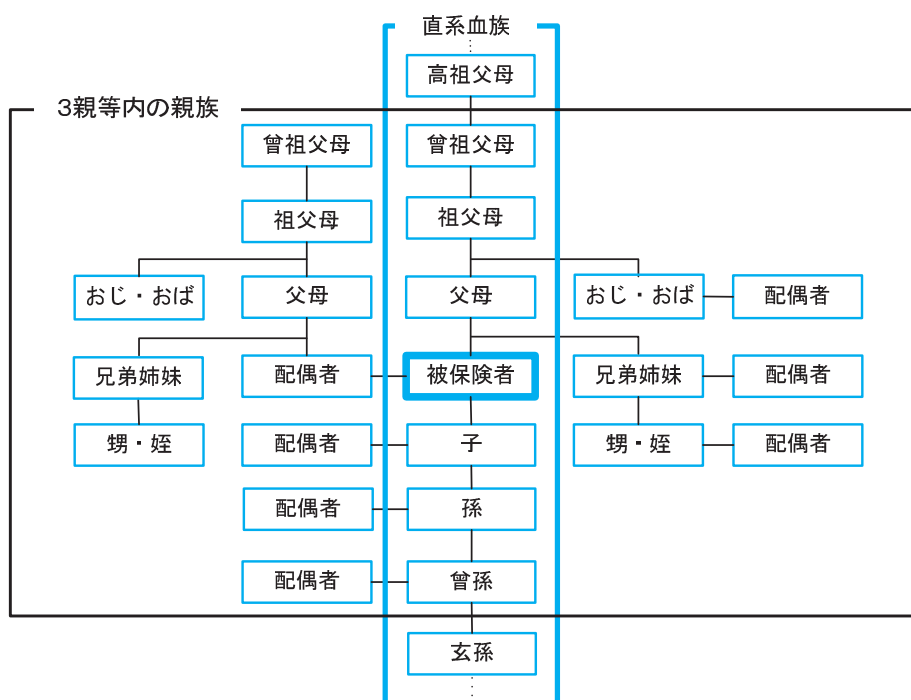 直系血族
高祖父母
3親等内の親族
曾祖父母
曾祖父母
祖父母
祖父母
おじ・おば
父母
父母
おじ・おば
配偶者
兄弟姉妹
配偶者
被保険者
兄弟姉妹
配偶者
甥・姪
配偶者
子
甥・姪
配偶者
配偶者
孫
配偶者
曾孫
玄孫